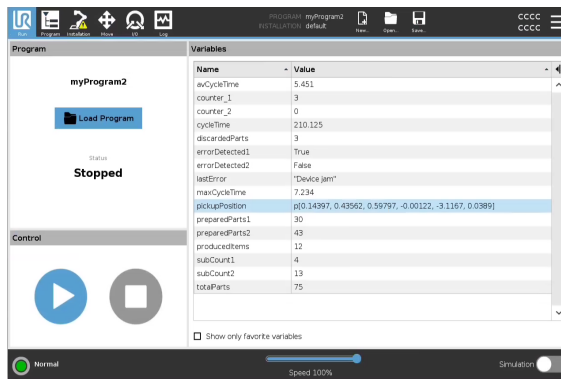 UR
Run
Program
Installation
Move
I/O
Log
PROGRAM myProgram2
INSTALLATION default
New...
Open...
Save...
CCCC
CCCC
Program
Variables
myProgram2
Load Program
Status
Stopped
Control
Name Value
avCycleTime 5.451
counter_1 3
counter_2 0
cycleTime 210.125
discardedParts 3
errorDetected1 True
errorDetected2 False
lastError "Device jam"
maxCycleTime 7.234
pickupPosition p[0.14397, 0.43562, 0.59797, -0.00122, -3.1167, 0.0389]
preparedParts1 30
preparedParts2 43
producedItems 12
subCount1 4
subCount2 13
totalParts 75
Show only favorite variables
Normal
Speed 100%
Simulation